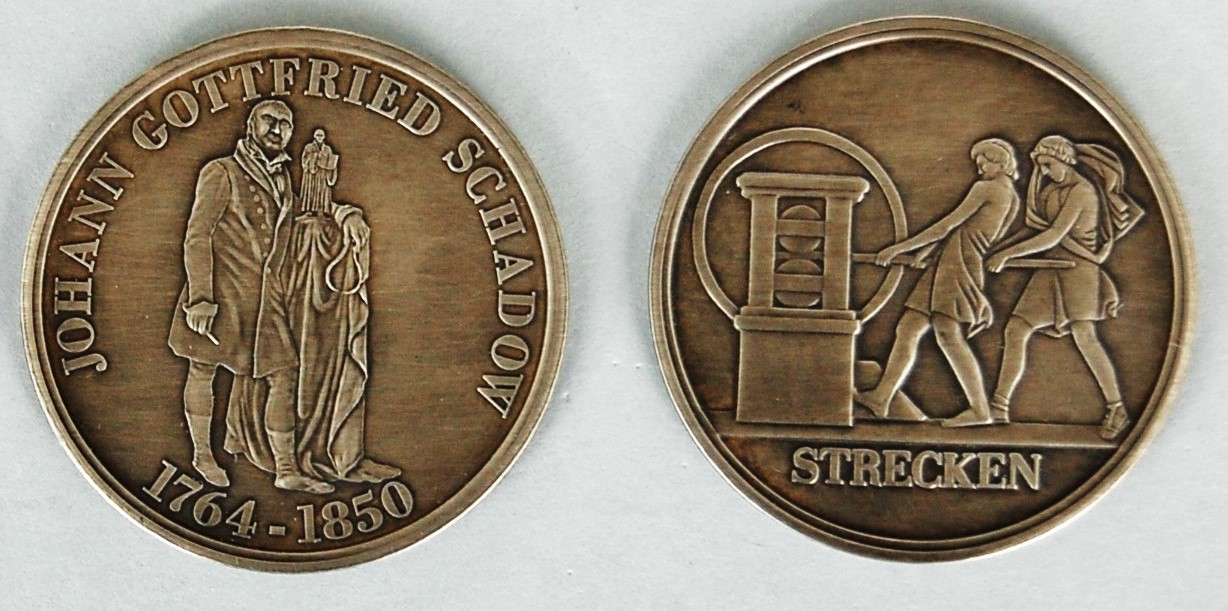 JOHANN GOTTFRIED SCHADOW
1764-1850
STRECKEN